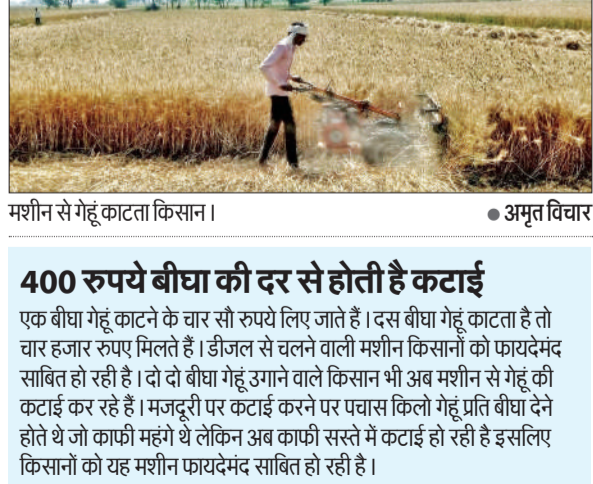 मशीन से गेहूं काटता किसान।
● अमृत विचार
400 रुपये बीघा की दर से होती है कटाई
एक बीघा गेहूं काटने के चार सौ रुपये लिए जाते हैं। दस बीघा गेहूं काटता है तो
चार हजार रुपए मिलते हैं। डीजल से चलने वाली मशीन किसानों को फायदेमंद
साबित हो रही है। दो दो बीघा गेहूं उगाने वाले किसान भी अब मशीन से गेहूं की
कटाई कर रहे हैं। मजदूरी पर कटाई करने पर पचास किलो गेहूं प्रति बीघा देने
होते थे जो काफी महंगे थे लेकिन अब काफी सस्ते में कटाई हो रही है इसलिए
किसानों को यह मशीन फायदेमंद साबित हो रही है।